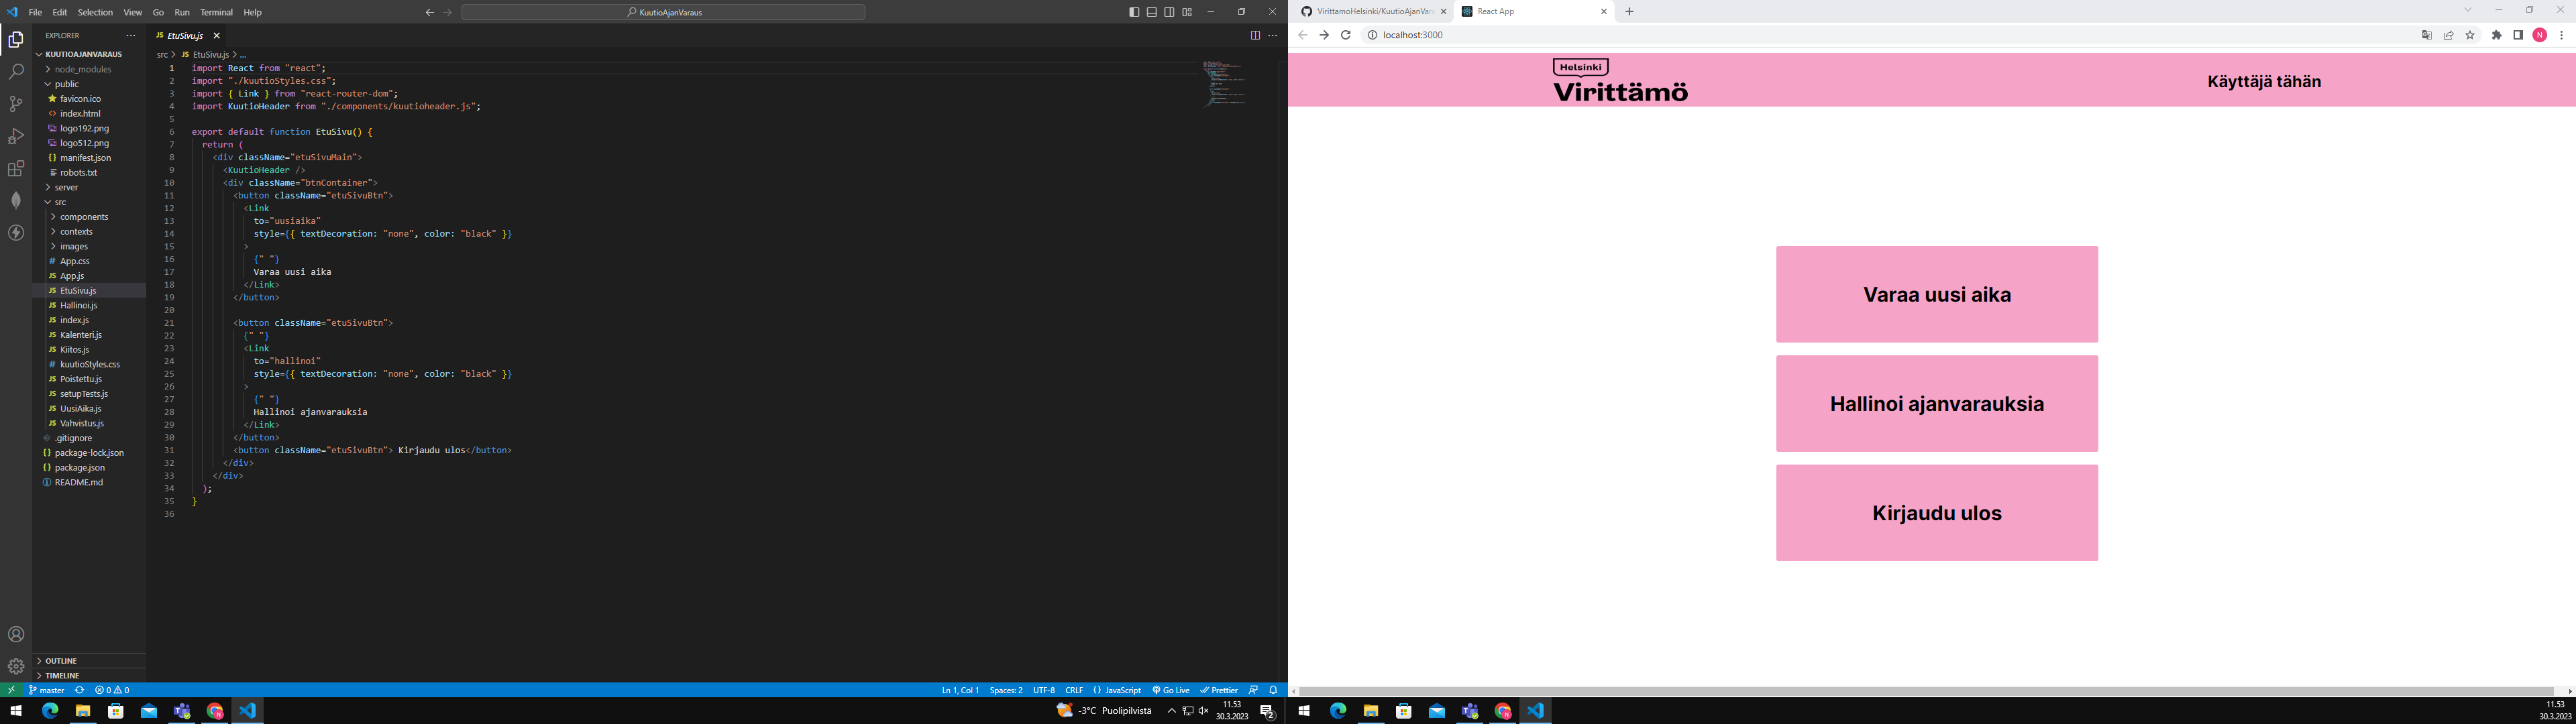 File Edit Selection View Go Run Terminal Help
KuutioAjanVaraus
EXPLORER
KUUTIOAJANVARAUS
node_modules
public
favicon.ico
index.html
logo192.png
logo512.png
manifest.json
robots.txt
server
src
components
contexts
images
App.css
App.js
EtuSivu.js
Hallinoi.js
index.js
Kalenteri.js
Kiitos.js
kuutioStyles.css
Poistettu.js
setupTests.js
UusiAika.js
Vahvistus.js
.gitignore
package-lock.json
package.json
README.md
OUTLINE
TIMELINE
JS EtuSivu.js
src > JS EtuSivu.js > ...
1 import React from "react";
2 import "./kuutioStyles.css";
3 import { Link } from "react-router-dom";
4 import KuutioHeader from "./components/kuutioheader.js";
5
6 export default function EtuSivu() {
7 return (
8 <div className="etuSivuMain">
9 <KuutioHeader />
10 <div className="btnContainer">
11 <button className="etuSivuBtn">
12 <Link
13 to="uusiaika"
14 style={{ textDecoration: "none", color: "black" }}
15 >
16 {" "}
17 Varaa uusi aika
18 </Link>
19 </button>
20
21 <button className="etuSivuBtn">
22 {" "}
23 <Link
24 to="hallinoi"
25 style={{ textDecoration: "none", color: "black" }}
26 >
27 {" "}
28 Hallinoi ajanvarauksia
29 </Link>
30 </button>
31 <button className="etuSivuBtn"> Kirjaudu ulos</button>
32 </div>
33 </div>
34 );
35 }
36
master 0 0 Ln 1, Col 1 Spaces: 2 UTF-8 CRLF {} JavaScript Go Live Prettier
-3°C Puolipilvistä 11.53
30.3.2023 2
VirittamoHelsinki/KuutioAjanVar React App
localhost:3000 N
Helsinki
Virittämö
Käyttäjä tähän
Varaa uusi aika
Hallinoi ajanvarauksia
Kirjaudu ulos
11.53
30.3.2023